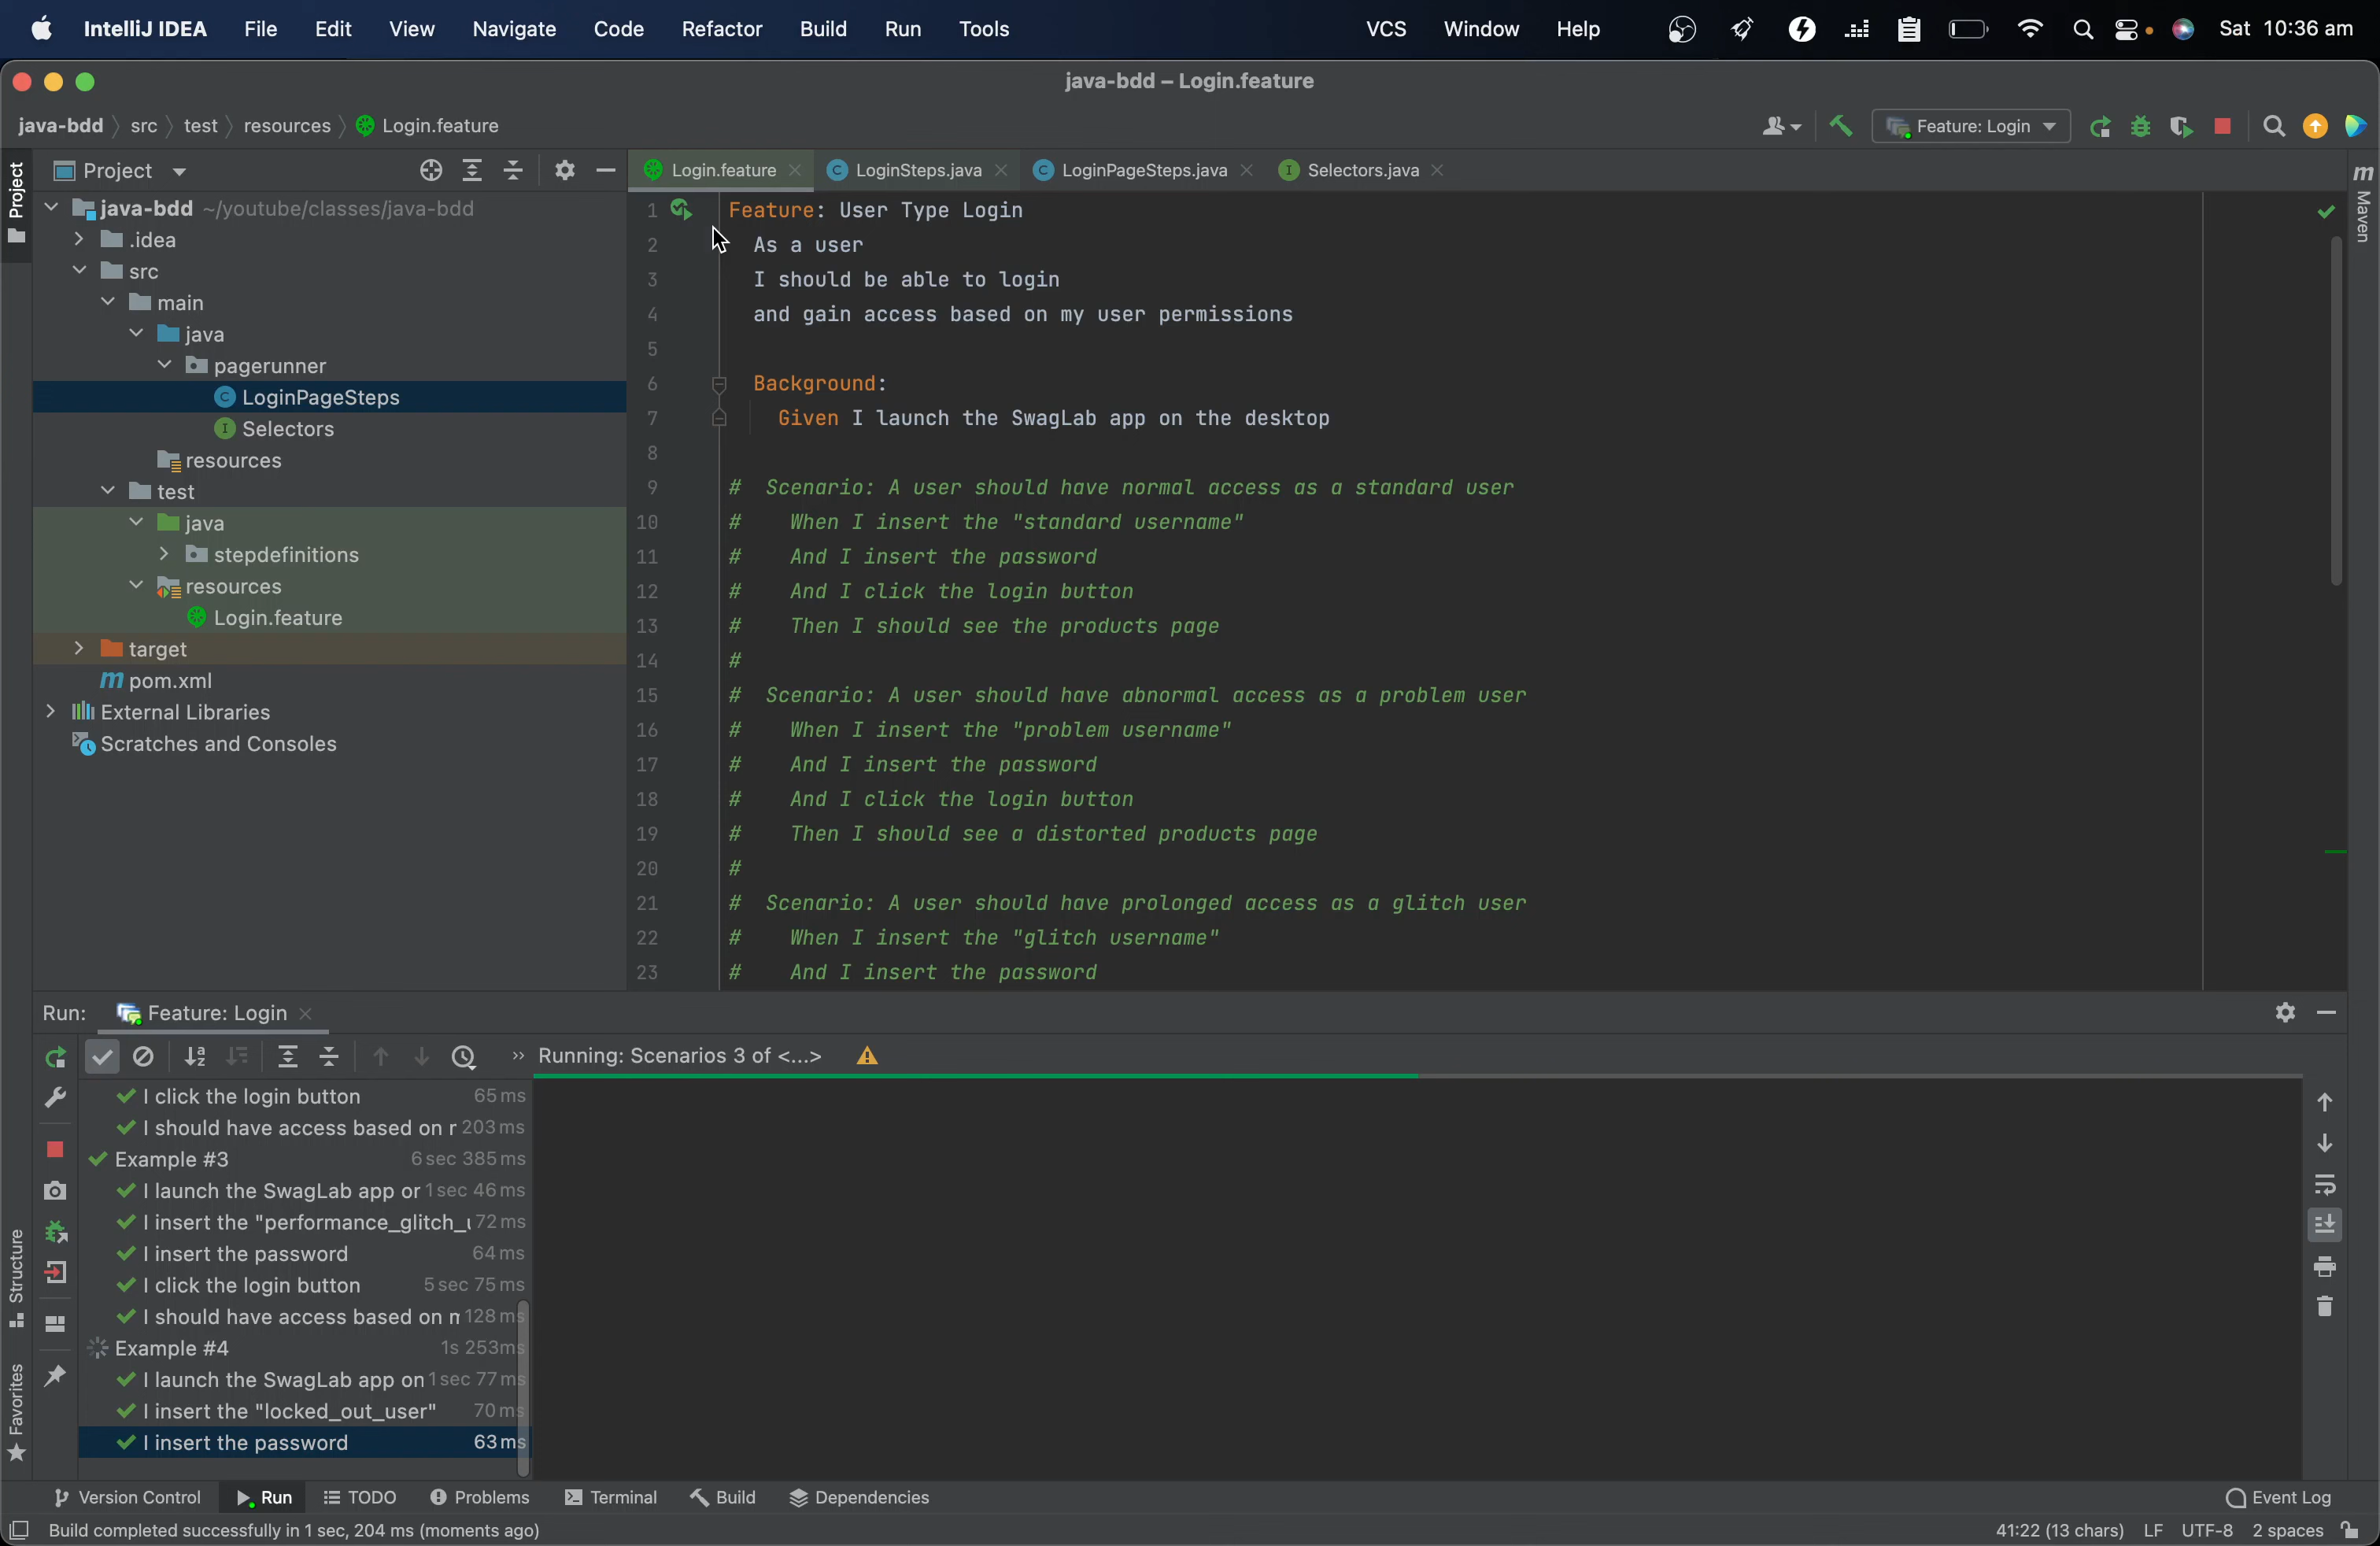 IntelliJ IDEA File Edit View Navigate Code Refactor Build Run Tools VCS Window Help Sat 10:36 am
java-bdd – Login.feature
java-bdd src test resources Login.feature
Feature: Login
Project
Project
Login.feature
LoginSteps.java
LoginPageSteps.java
Selectors.java
Maven
java-bdd ~/youtube/classes/java-bdd
.idea
src
main
java
pagerunner
LoginPageSteps
Selectors
resources
test
java
stepdefinitions
resources
Login.feature
target
pom.xml
External Libraries
Scratches and Consoles
1 Feature: User Type Login
2 As a user
3 I should be able to login
4 and gain access based on my user permissions
5
6 Background:
7 Given I launch the SwagLab app on the desktop
8
9 # Scenario: A user should have normal access as a standard user
10 # When I insert the "standard username"
11 # And I insert the password
12 # And I click the login button
13 # Then I should see the products page
14 #
15 # Scenario: A user should have abnormal access as a problem user
16 # When I insert the "problem username"
17 # And I insert the password
18 # And I click the login button
19 # Then I should see a distorted products page
20 #
21 # Scenario: A user should have prolonged access as a glitch user
22 # When I insert the "glitch username"
23 # And I insert the password
Run: Feature: Login
Running: Scenarios 3 of <...>
I click the login button 65 ms
I should have access based on r 203 ms
Example #3 6 sec 385 ms
I launch the SwagLab app or 1 sec 46 ms
I insert the "performance_glitch_u 72 ms
I insert the password 64 ms
I click the login button 5 sec 75 ms
I should have access based on m 128 ms
Example #4 1s 253ms
I launch the SwagLab app on 1 sec 77 ms
I insert the "locked_out_user" 70 ms
I insert the password 63 ms
Structure
Favorites
Version Control Run TODO Problems Terminal Build Dependencies Event Log
Build completed successfully in 1 sec, 204 ms (moments ago) 41:22 (13 chars) LF UTF-8 2 spaces